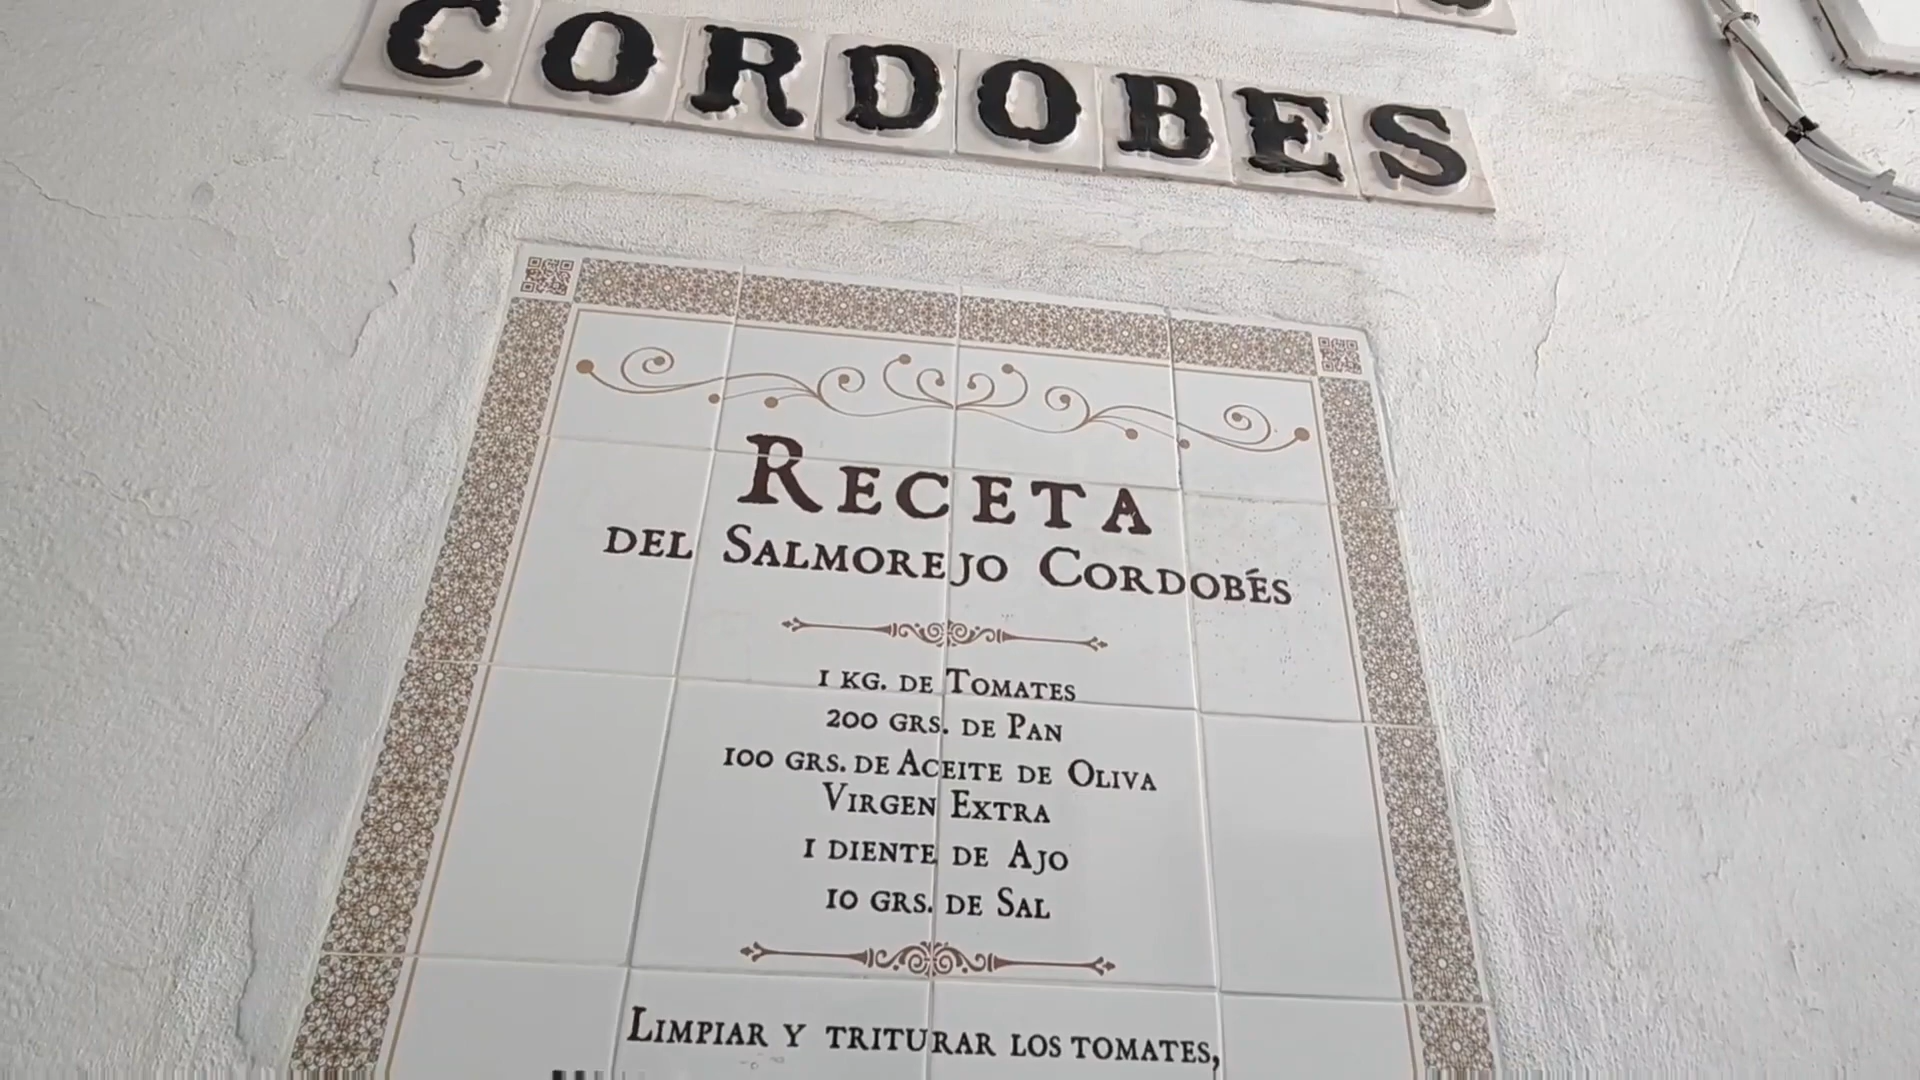 CORDOBES
RECETA
DEL SALMOREJO CORDOBÉS
1 KG. DE TOMATES
200 GRS. DE PAN
100 GRS. DE ACEITE DE OLIVA
VIRGEN EXTRA
1 DIENTE DE AJO
10 GRS. DE SAL
LIMPIAR Y TRITURAR LOS TOMATES,